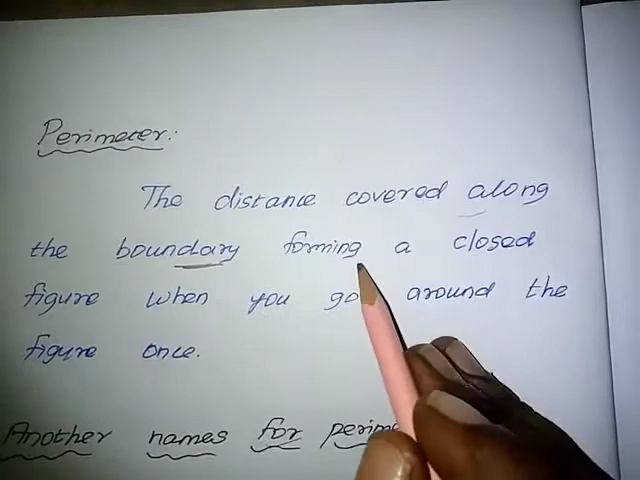 Perimeter:
The distance covered along
the boundary forming a closed
figure when you go around the
figure once.
Another names for